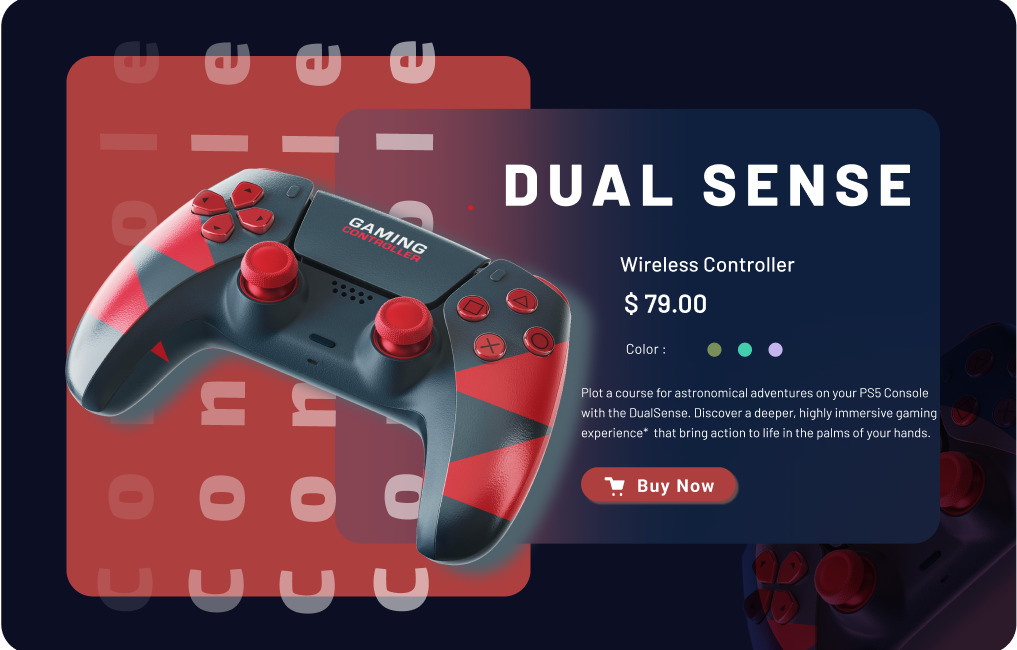 DUAL SENSE
GAMING
CONTROLLER
Wireless Controller
$ 79.00
Color :
Plot a course for astronomical adventures on your PS5 Console
with the DualSense. Discover a deeper, highly immersive gaming
experience* that bring action to life in the palms of your hands.
Buy Now